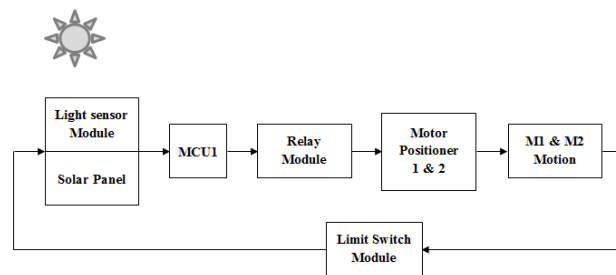 Light sensor
Module
Solar Panel
MCU1
Relay
Module
Motor
Positioner
1 & 2
M1 & M2
Motion
Limit Switch
Module